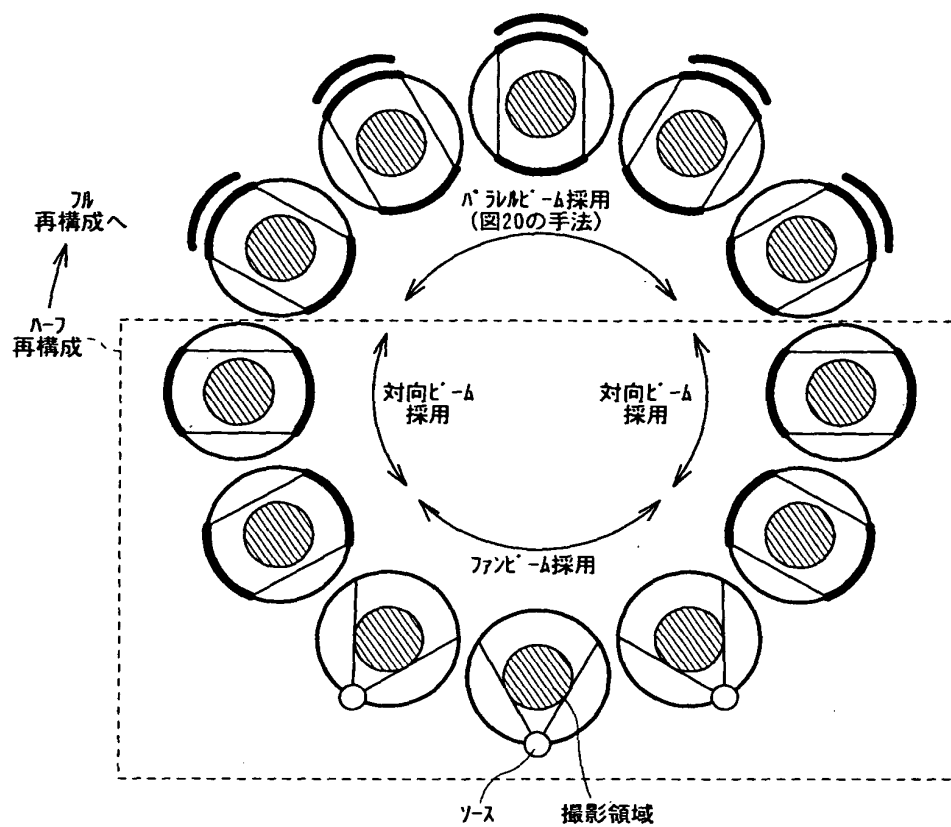 パラレルビーム採用
(図20の手法)
フル
再構成へ
ハーフ
再構成
対向ビーム
採用
対向ビーム
採用
ファンビーム採用
ソース
撮影領域